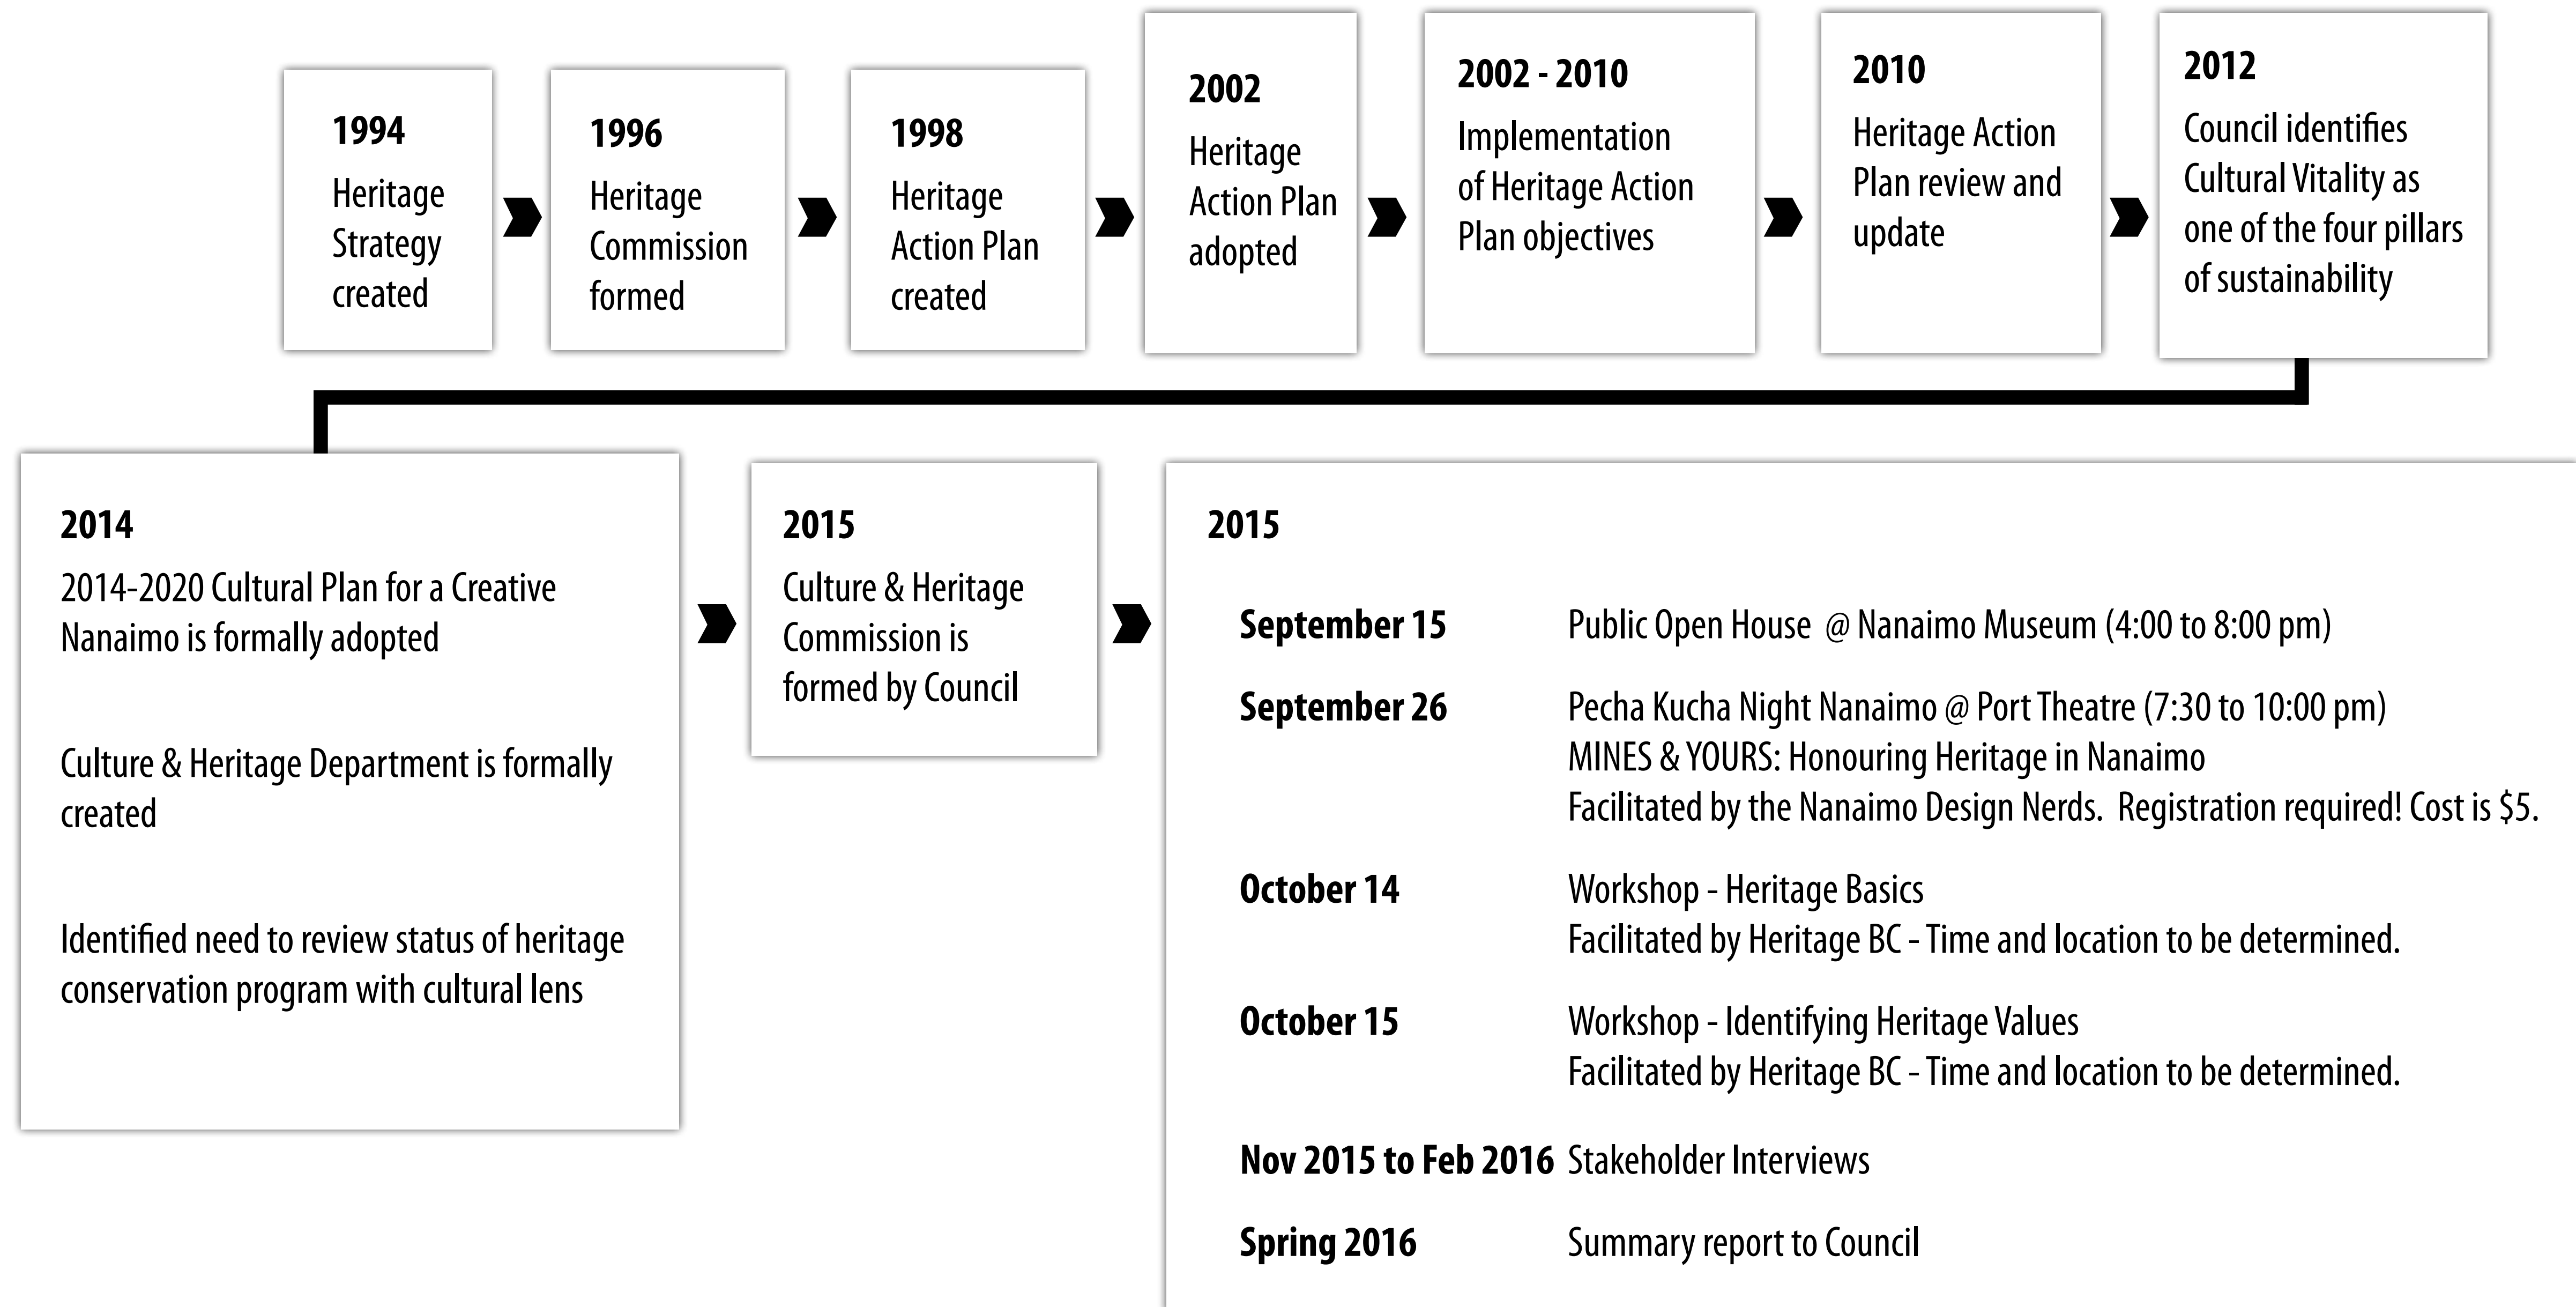 1994
Heritage
Strategy
created
1996
Heritage
Commission
formed
1998
Heritage
Action Plan
created
2002
Heritage
Action Plan
adopted
2002 - 2010
Implementation
of Heritage Action
Plan objectives
2010
Heritage Action
Plan review and
update
2012
Council identifies
Cultural Vitality as
one of the four pillars
of sustainability
2014
2014-2020 Cultural Plan for a Creative
Nanaimo is formally adopted
Culture & Heritage Department is formally
created
Identified need to review status of heritage
conservation program with cultural lens
2015
Culture & Heritage
Commission is
formed by Council
2015
September 15 Public Open House @ Nanaimo Museum (4:00 to 8:00 pm)
September 26 Pecha Kucha Night Nanaimo @ Port Theatre (7:30 to 10:00 pm)
MINES & YOURS: Honouring Heritage in Nanaimo
Facilitated by the Nanaimo Design Nerds. Registration required! Cost is $5.
October 14 Workshop - Heritage Basics
Facilitated by Heritage BC - Time and location to be determined.
October 15 Workshop - Identifying Heritage Values
Facilitated by Heritage BC - Time and location to be determined.
Nov 2015 to Feb 2016 Stakeholder Interviews
Spring 2016 Summary report to Council